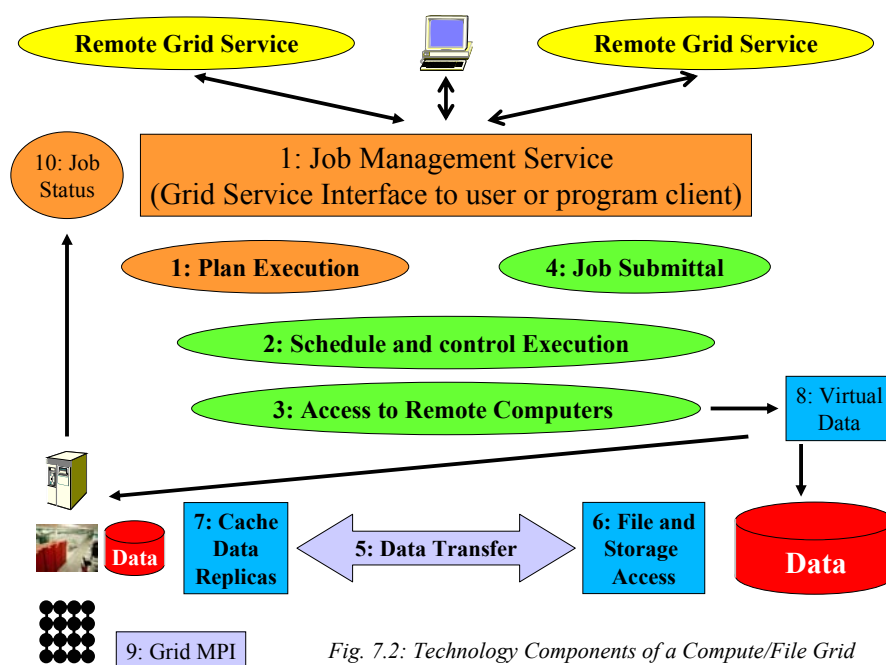 Remote Grid Service
Remote Grid Service
10: Job
Status
1: Job Management Service
(Grid Service Interface to user or program client)
1: Plan Execution
4: Job Submittal
2: Schedule and control Execution
3: Access to Remote Computers
8: Virtual
Data
Data
7: Cache
Data
Replicas
5: Data Transfer
6: File and
Storage
Access
Data
9: Grid MPI
Fig. 7.2: Technology Components of a Compute/File Grid